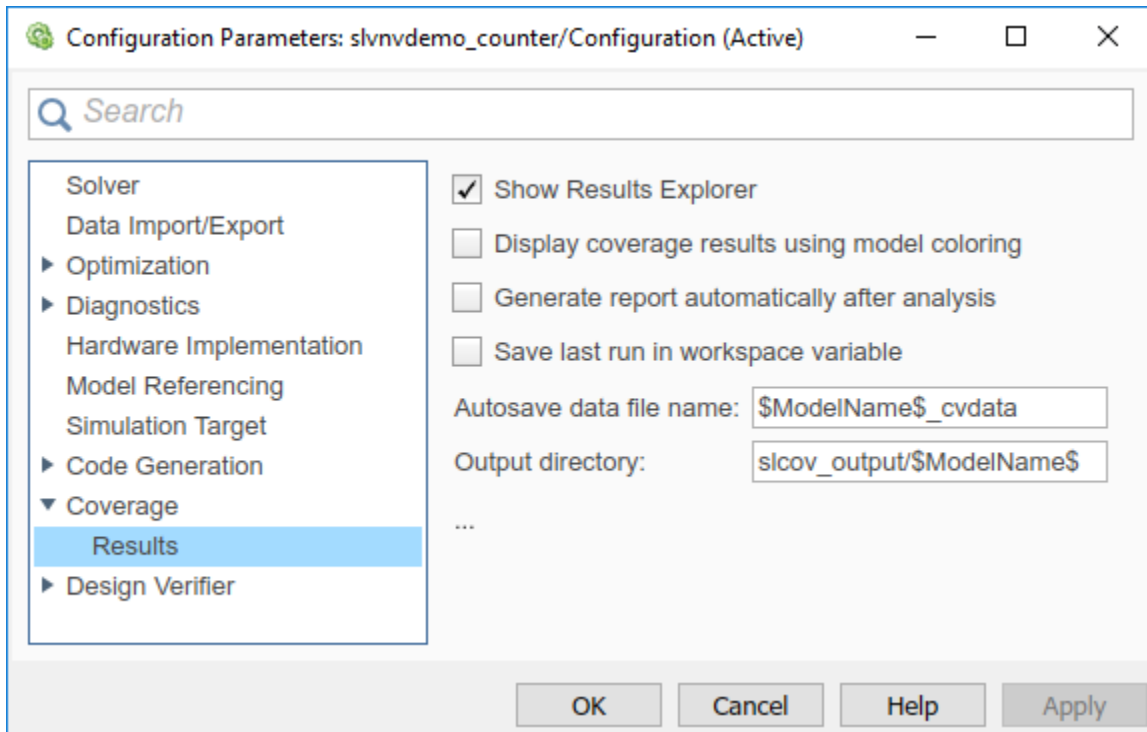 Configuration Parameters: slvnvdemo_counter/Configuration (Active)
Search
Solver
Data Import/Export
Optimization
Diagnostics
Hardware Implementation
Model Referencing
Simulation Target
Code Generation
Coverage
Results
Design Verifier
Show Results Explorer
Display coverage results using model coloring
Generate report automatically after analysis
Save last run in workspace variable
Autosave data file name: $ModelName$_cvdata
Output directory: slcov_output/$ModelName$
...
OK Cancel Help Apply